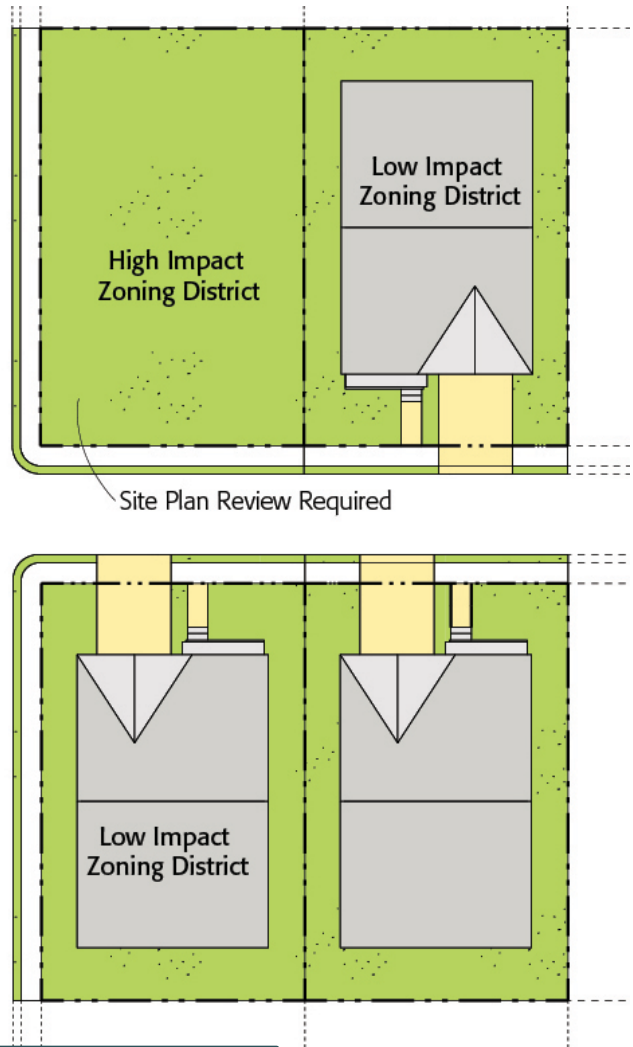 Low Impact
Zoning District
High Impact
Zoning District
Site Plan Review Required
Low Impact
Zoning District